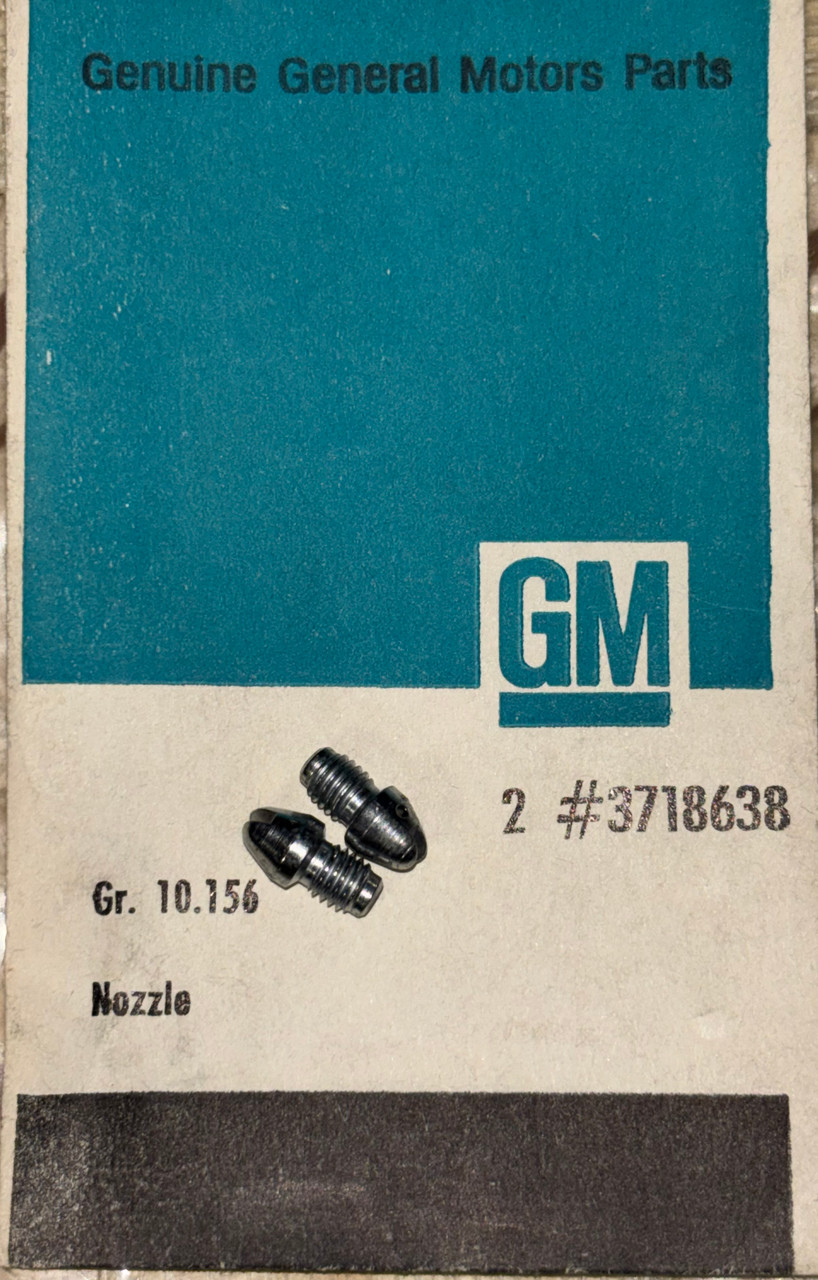 Genuine General Motors Parts
GM
2 #3718638
Gr. 10.156
Nozzle